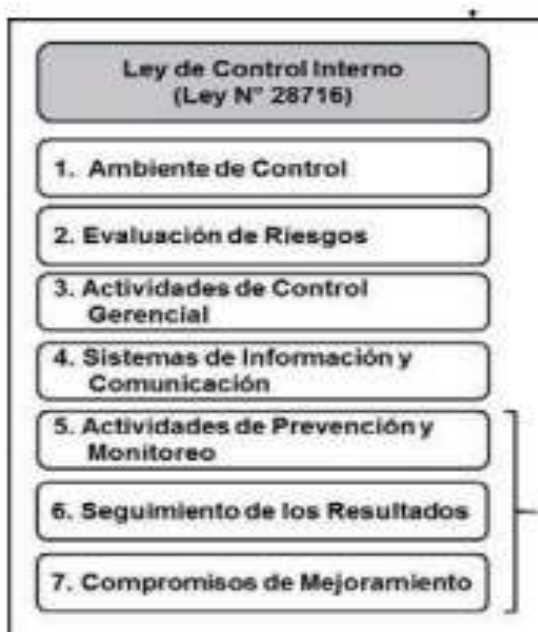 Ley de Control Interno
(Ley N° 28716)
1. Ambiente de Control
2. Evaluación de Riesgos
3. Actividades de Control
Gerencial
4. Sistemas de Información y
Comunicación
5. Actividades de Prevención y
Monitoreo
6. Seguimiento de los Resultados
7. Compromisos de Mejoramiento